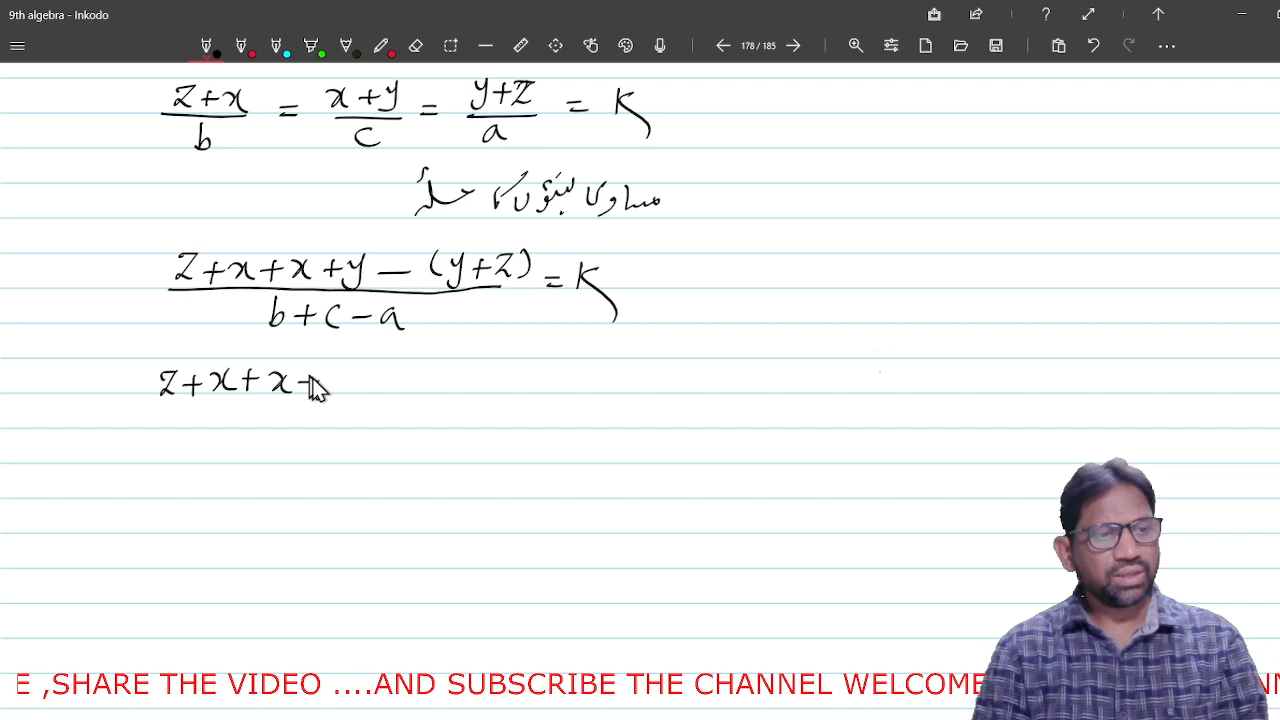 9th algebra - Inkodo
178 / 185
z+x/b = x+y/c = y+z/a = K
مساوی نسبتوں کا مسئلہ
z+x+x+y-(y+z)/b+c-a = K
z+x+x-
E ,SHARE THE VIDEO ....AND SUBSCRIBE THE CHANNEL WELCOME